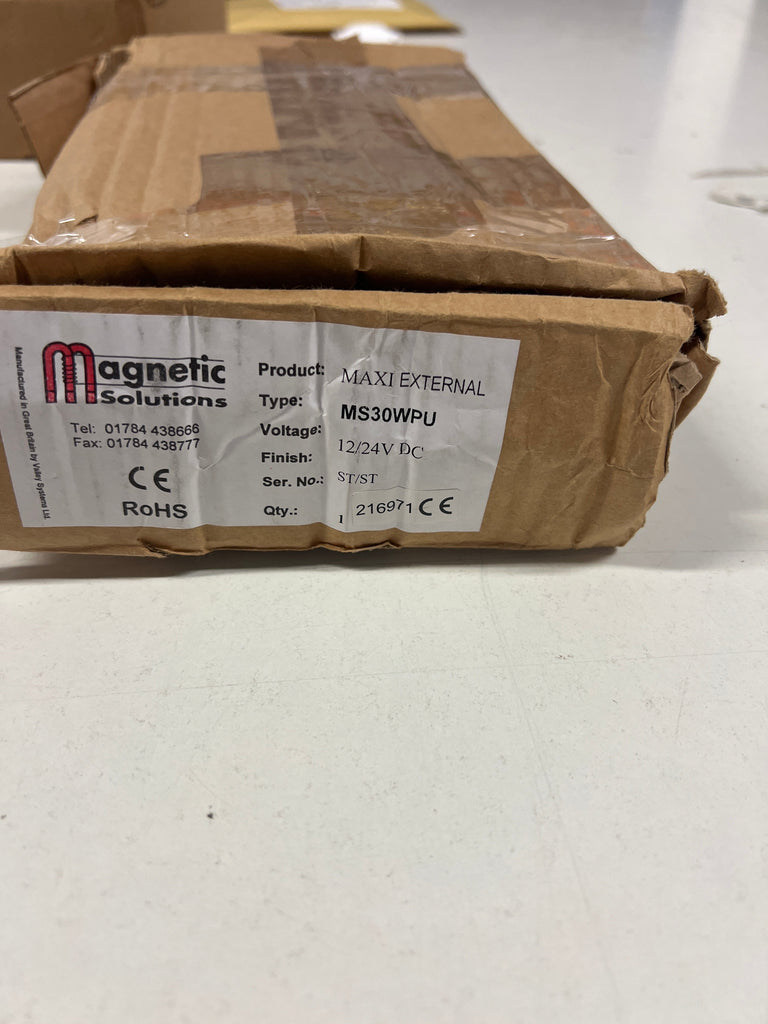 Manufactured in Great Britain by Valley Systems Ltd.
Magnetic
Solutions
Tel: 01784 438666
Fax: 01784 438777
CE
RoHS
Product: MAXI EXTERNAL
Type: MS30WPU
Voltage: 12/24V DC
Finish: ST/ST
Ser. No.: 216971 CE
Qty.: 1